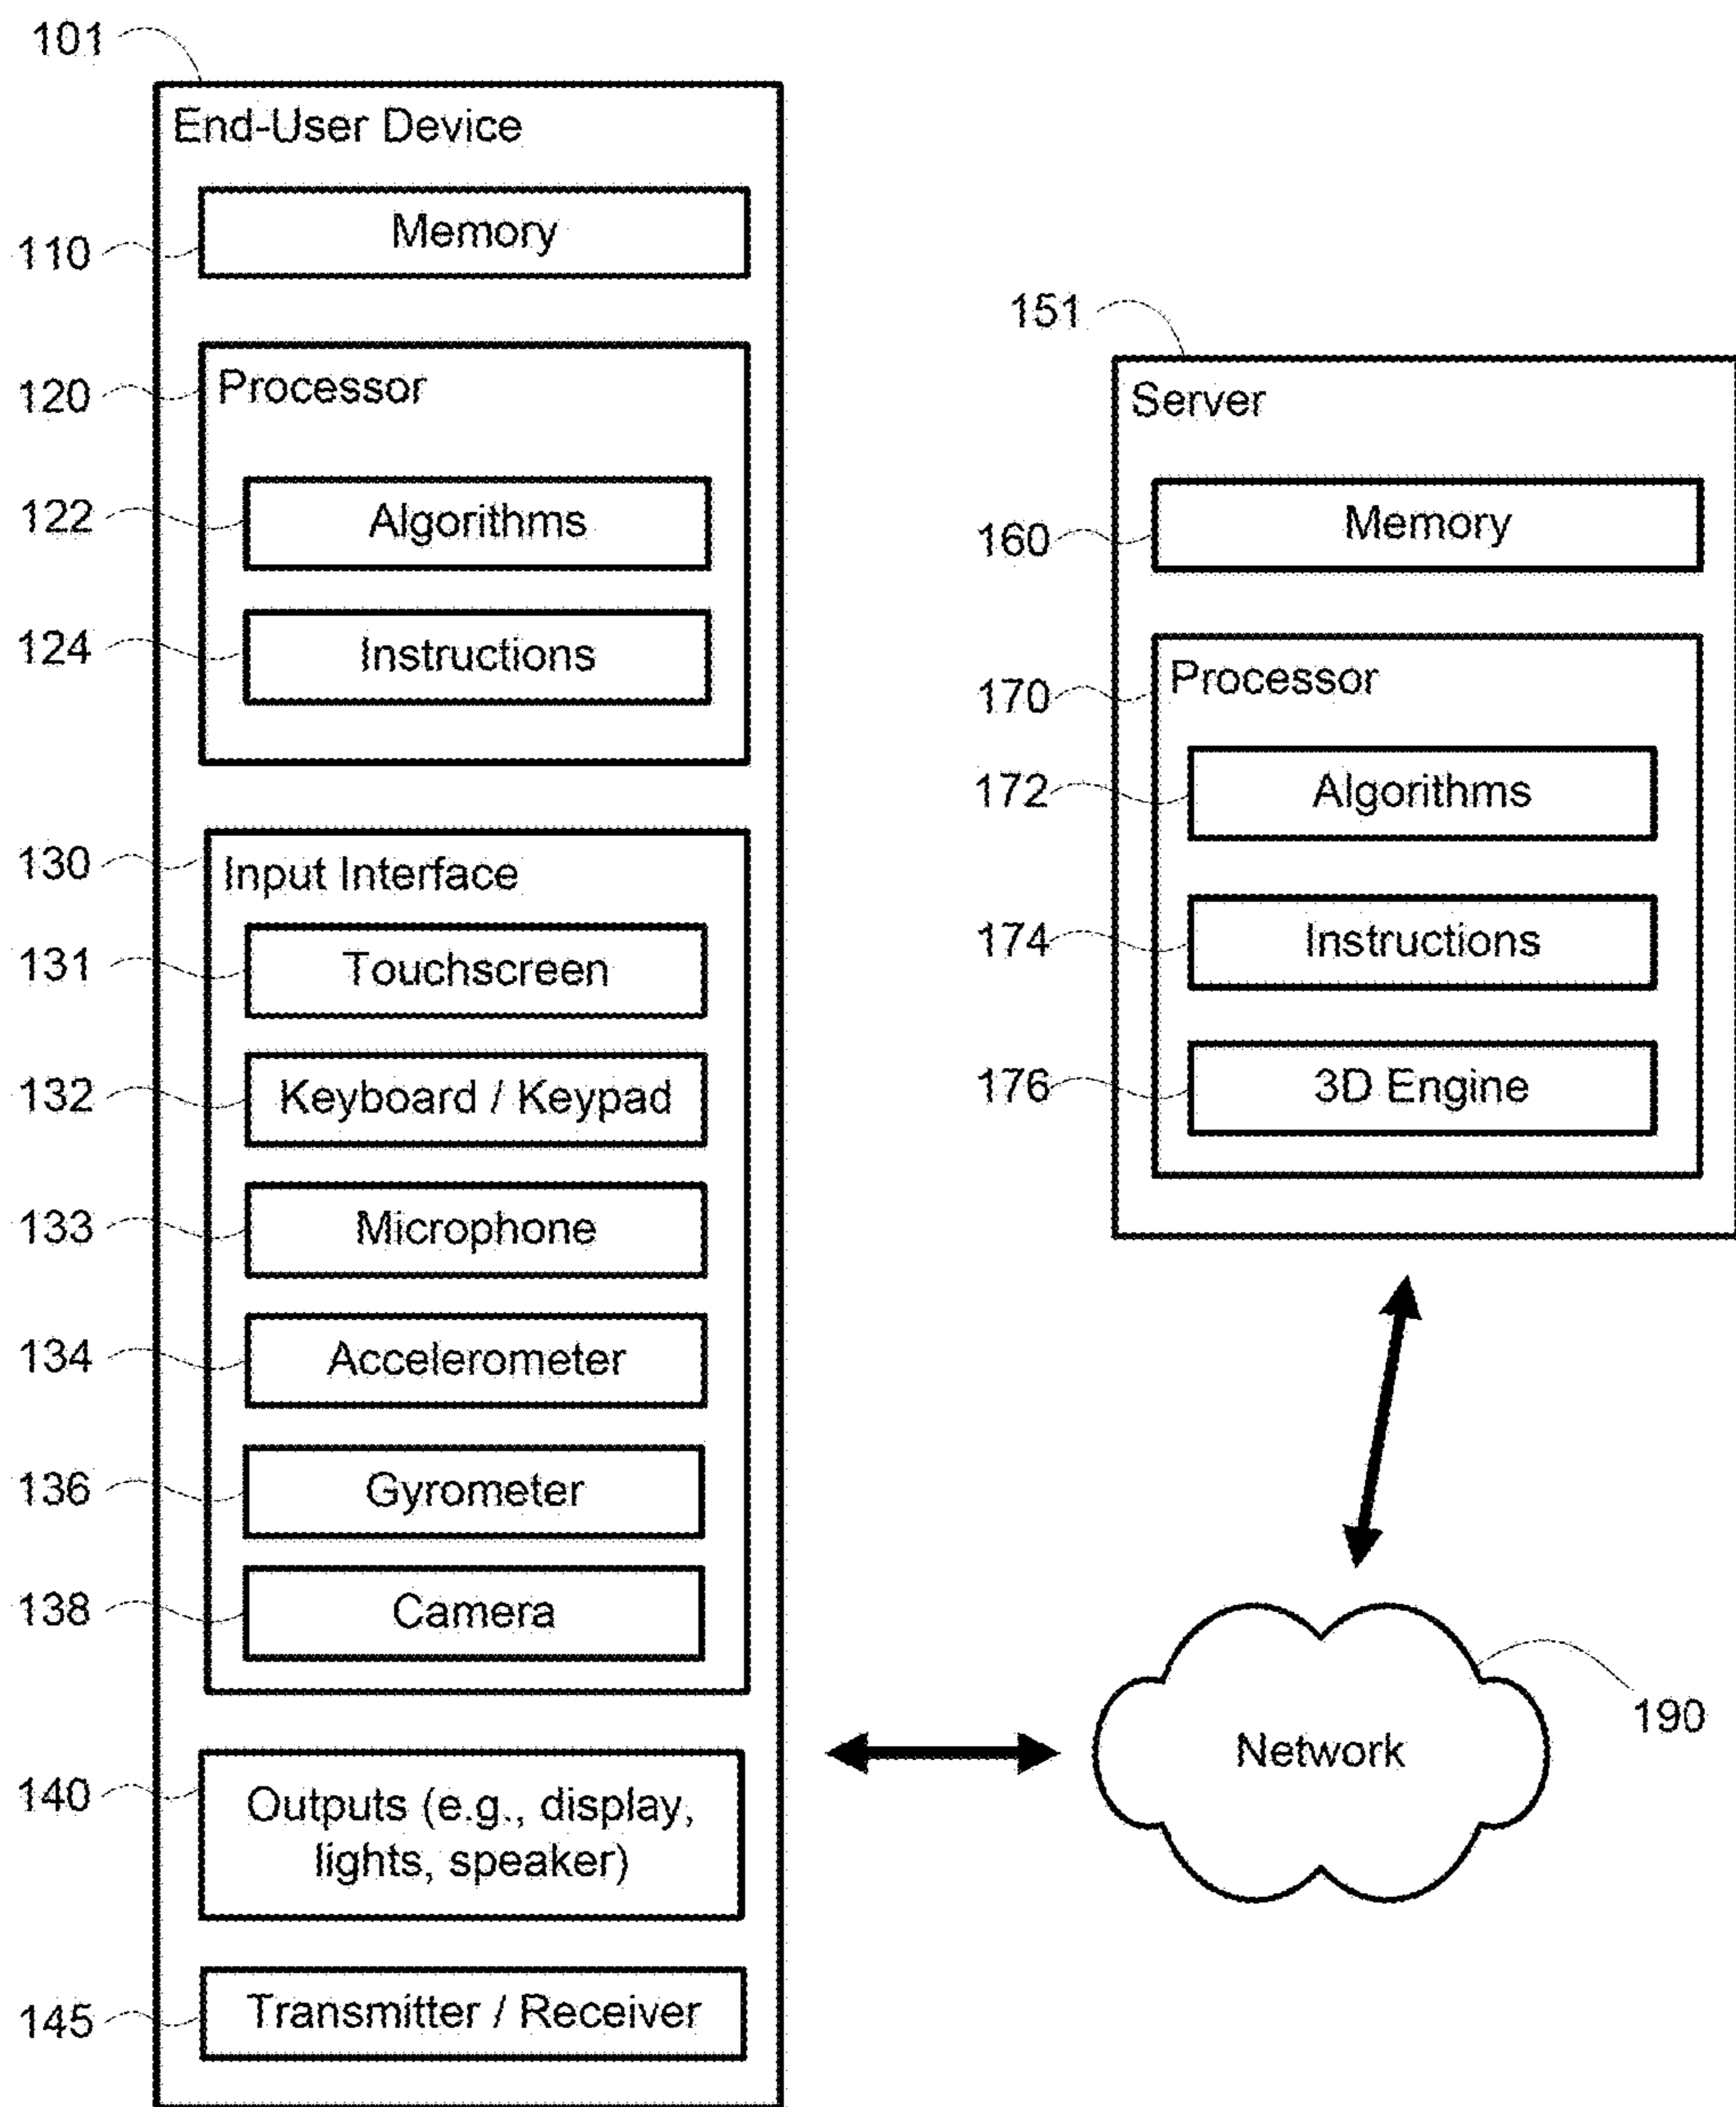 101
End-User Device
Memory
110
120
Processor
122
Algorithms
124
Instructions
130
Input Interface
131
Touchscreen
132
Keyboard / Keypad
133
Microphone
134
Accelerometer
136
Gyrometer
138
Camera
140
Outputs (e.g., display,
lights, speaker)
145
Transmitter / Receiver
151
Server
160
Memory
170
Processor
172
Algorithms
174
Instructions
176
3D Engine
190
Network